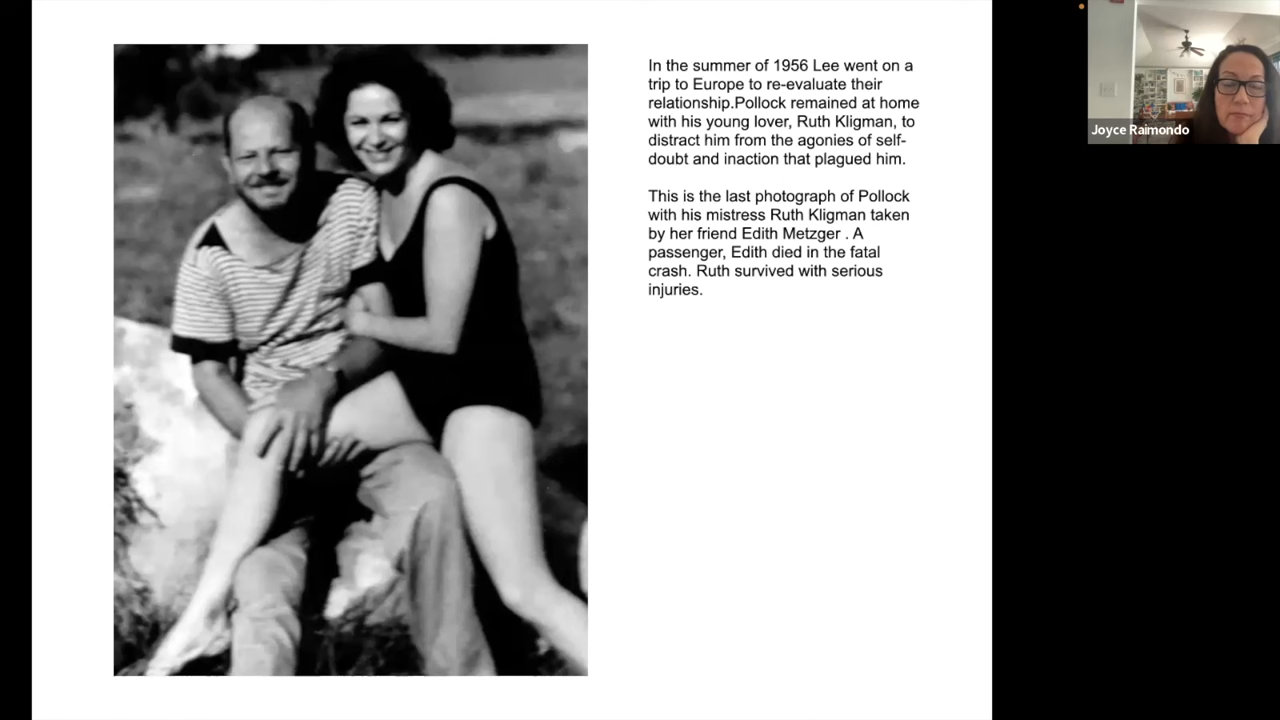 In the summer of 1956 Lee went on a
trip to Europe to re-evaluate their
relationship.Pollock remained at home
with his young lover, Ruth Kligman, to
distract him from the agonies of self-
doubt and inaction that plagued him.
This is the last photograph of Pollock
with his mistress Ruth Kligman taken
by her friend Edith Metzger . A
passenger, Edith died in the fatal
crash. Ruth survived with serious
injuries.
Joyce Raimondo